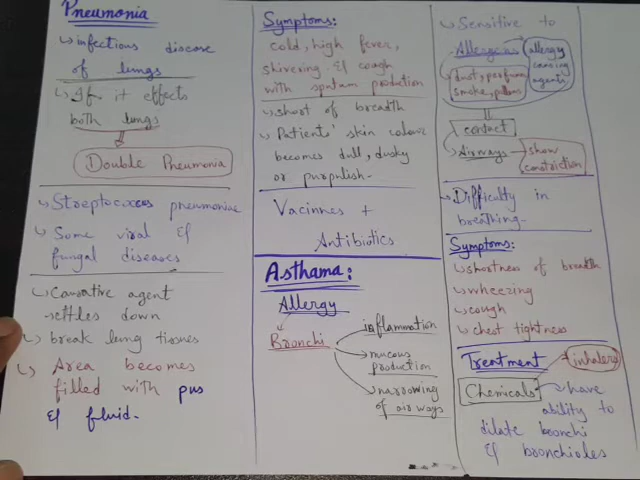 Pneumonia
infectious disease
of lungs
If it effects
both lungs
Double Pneumonia
Streptococcus pneumoniae
Some viral &
fungal diseases
Causative agent
settles down
break lung tissues
Area becomes
filled with pus
& fluid.
Symptoms:
cold, high fever,
shivering & cough
with sputum production
short of breadth
Patients' skin colour
becomes dull, dusky
or purplish.
Vacinnes +
Antibiotics
Asthama:
Allergy
Bronchi
inflammation
mucous
production
narrowing
of air ways
Sensitive to
Allergens
allergy
causing
agents
dust, perfume
smoke, pollens
contact
Airways
show
constriction
Difficulty in
breathing.
Symptoms:
shortness of breadth
wheezing
cough
chest tightness
Treatment
inhalers
Chemicals
have
ability to
dilate bronchi
& bronchioles